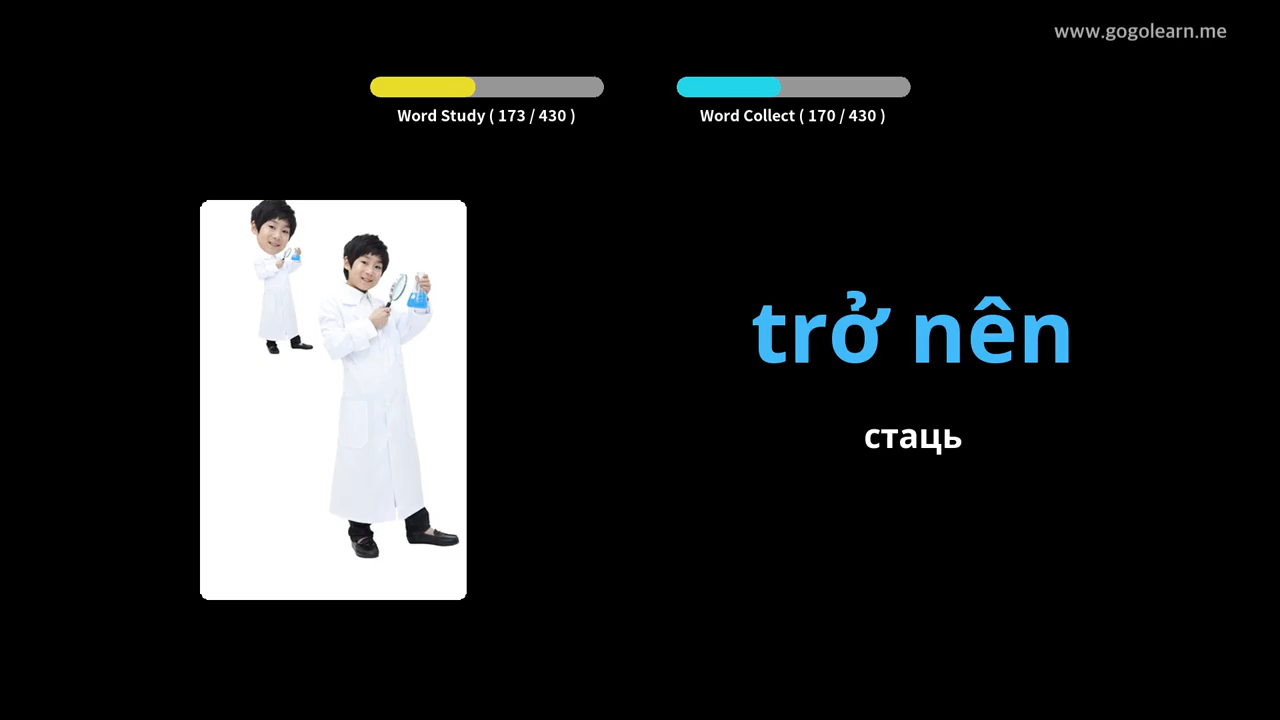 www.gogolearn.me
Word Study ( 173 / 430 )
Word Collect ( 170 / 430 )
trở nên
стаць